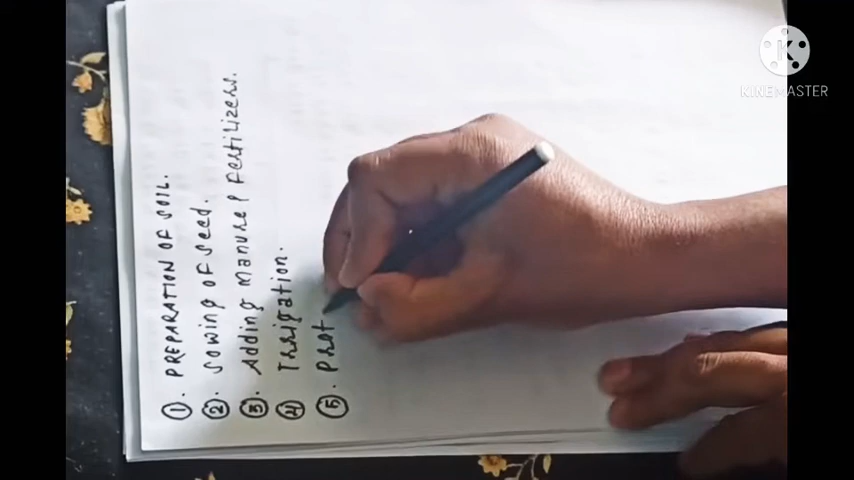 ① . PREPARATION OF SOIL.
② . Sowing of seed.
③ . Adding manure & Fertilizers.
④ . Irrigation.
⑤ . Prot
KINEMASTER